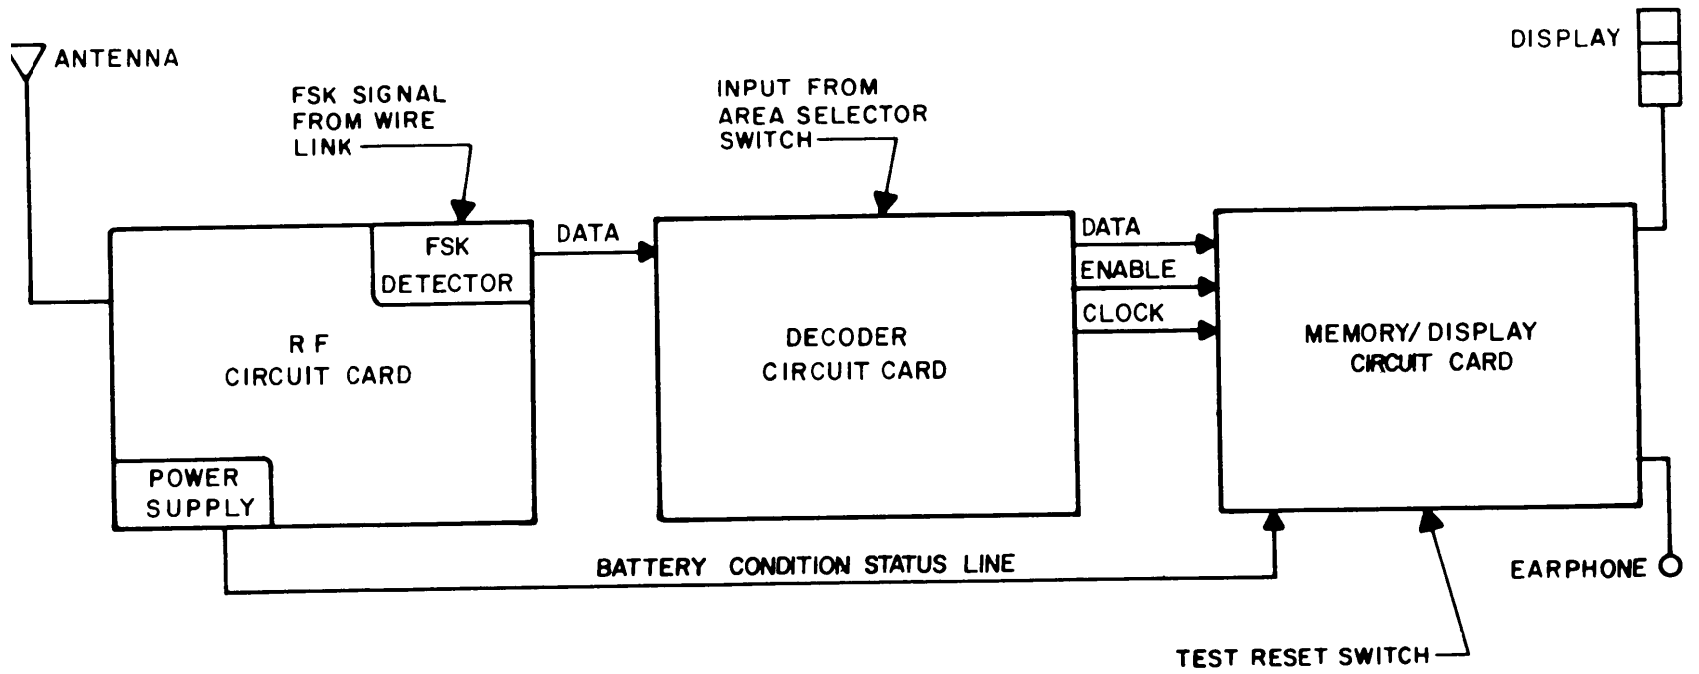 ANTENNA
DISPLAY
FSK SIGNAL
FROM WIRE
LINK
INPUT FROM
AREA SELECTOR
SWITCH
FSK
DETECTOR
DATA
DATA
ENABLE
CLOCK
RF
CIRCUIT CARD
DECODER
CIRCUIT CARD
MEMORY/DISPLAY
CIRCUIT CARD
POWER
SUPPLY
BATTERY CONDITION STATUS LINE
EARPHONE
TEST RESET SWITCH